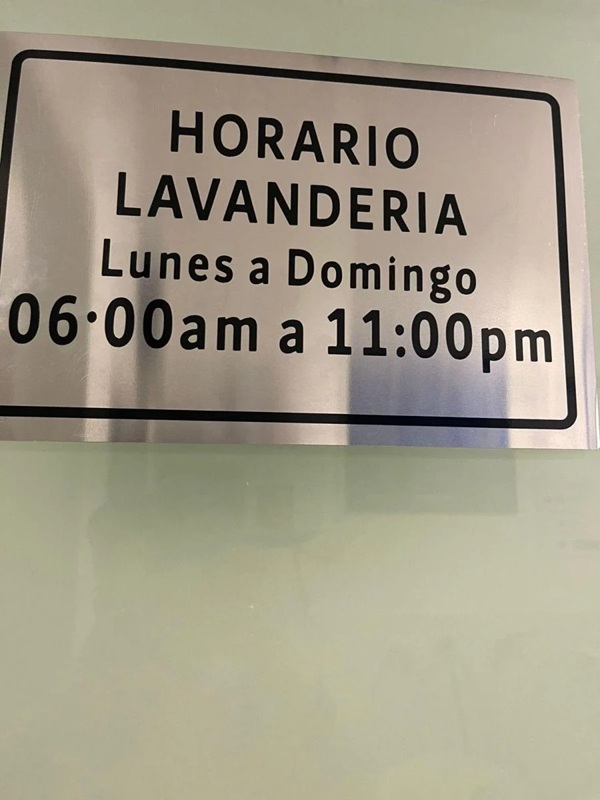 HORARIO
LAVANDERIA
Lunes a Domingo
06·00am a 11:00pm